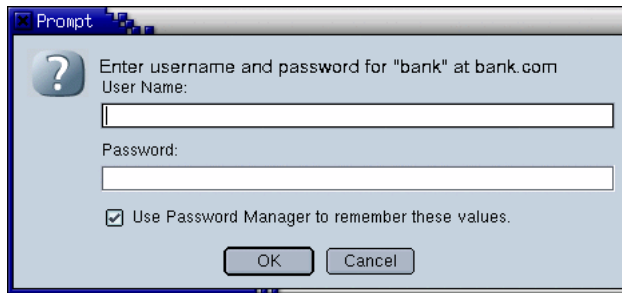 Prompt
Enter username and password for "bank" at bank.com
User Name:
Password:
Use Password Manager to remember these values.
OK Cancel